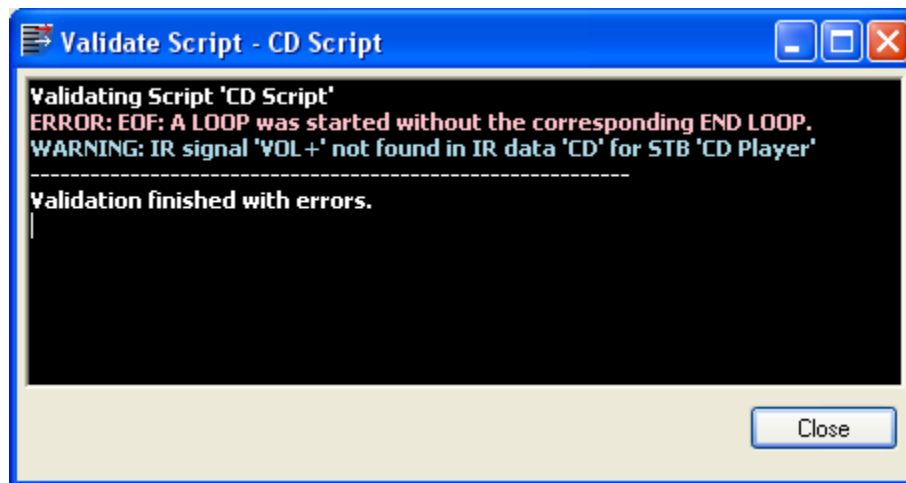 Validate Script - CD Script
Validating Script 'CD Script'
ERROR: EOF: A LOOP was started without the corresponding END LOOP.
WARNING: IR signal 'VOL+' not found in IR data 'CD' for STB 'CD Player'
------------------------------------------------------------
Validation finished with errors.
Close